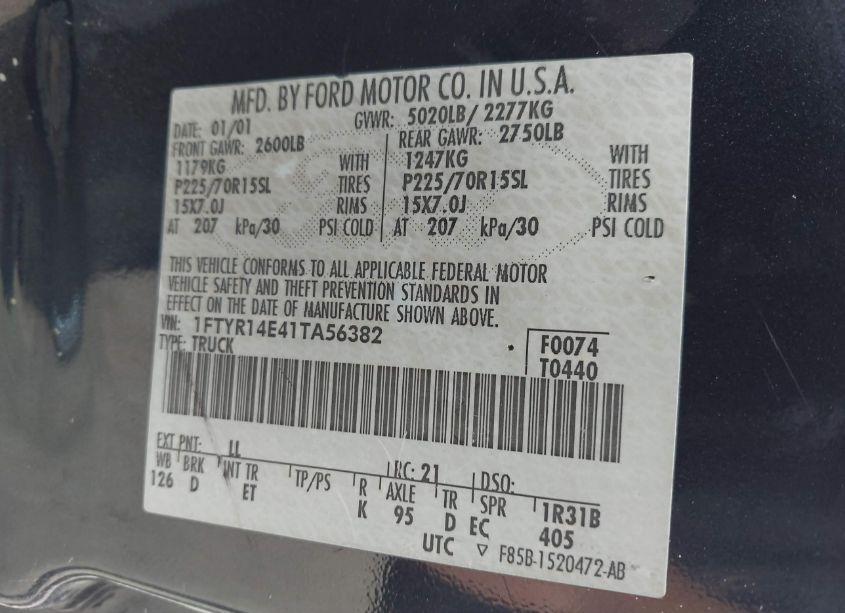 MFD. BY FORD MOTOR CO. IN U.S.A.
DATE: 01/01 GVWR: 5020LB/ 2277KG
FRONT GAWR: 2600LB REAR GAWR: 2750LB
1179KG WITH 1247KG WITH
P225/70R15SL TIRES P225/70R15SL TIRES
15X7.0J RIMS 15X7.0J RIMS
AT 207 kPa/30 PSI COLD AT 207 kPa/30 PSI COLD
THIS VEHICLE CONFORMS TO ALL APPLICABLE FEDERAL MOTOR
VEHICLE SAFETY AND THEFT PREVENTION STANDARDS IN
EFFECT ON THE DATE OF MANUFACTURE SHOWN ABOVE.
VIN: 1FTYR14E41TA56382
TYPE: TRUCK
F0074
T0440
EXT PNT: LL RC: 21 DSO:
WB BRK INT TR TP/PS R AXLE TR SPR 1R31B
126 D ET K 95 D EC 405
UTC ▽ F85B-1520472-AB